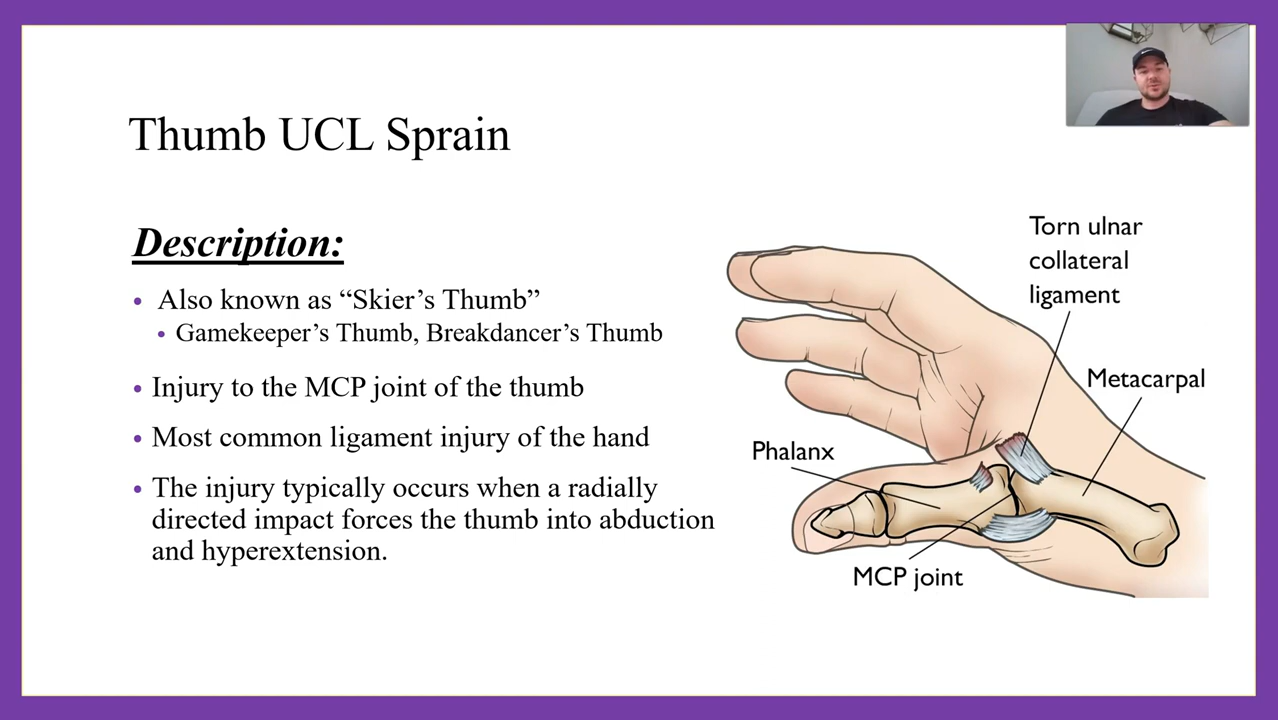 Thumb UCL Sprain
Description:
Also known as “Skier’s Thumb”
Gamekeeper’s Thumb, Breakdancer’s Thumb
Injury to the MCP joint of the thumb
Most common ligament injury of the hand
The injury typically occurs when a radially
directed impact forces the thumb into abduction
and hyperextension.
Torn ulnar
collateral
ligament
Metacarpal
Phalanx
MCP joint